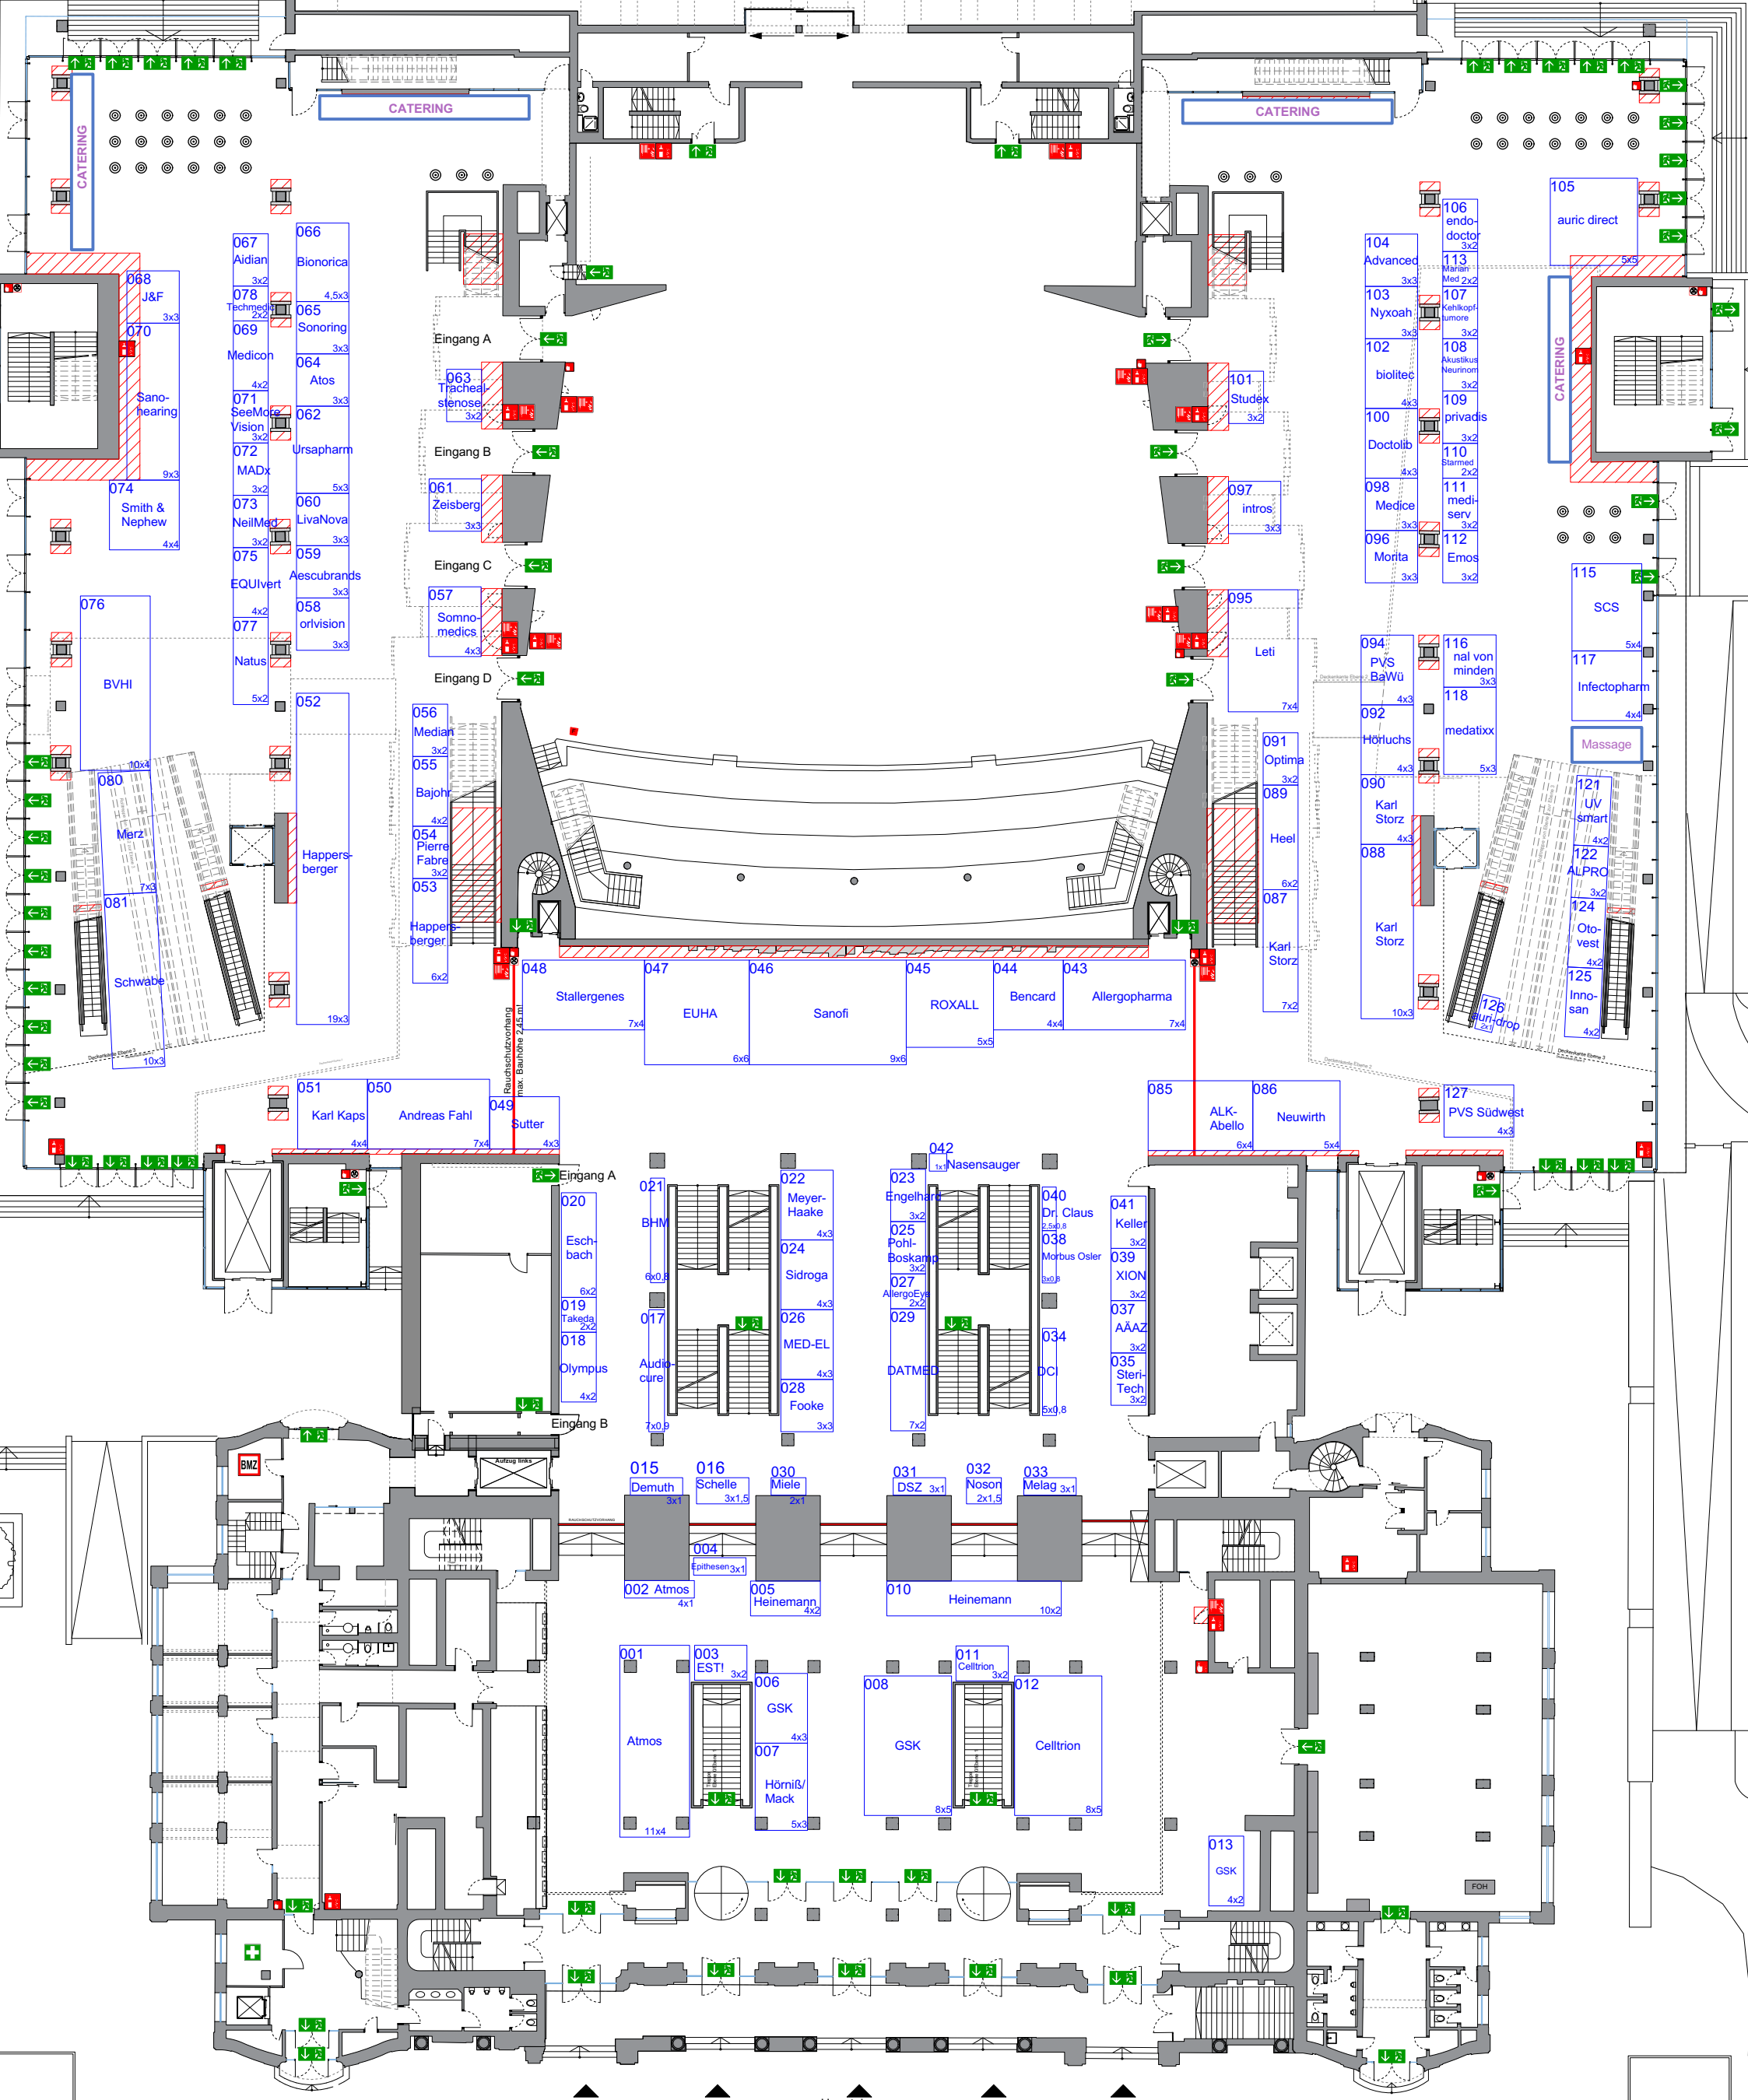 CATERING
CATERING
CATERING
067
Aidian
3x2
066
Bionorica
4,5x3
068
J&F
3x3
078
Techmedic
2x2
065
Sonoring
3x3
070
Sano-
hearing
9x3
069
Medicon
4x2
064
Atos
3x3
071
SeeMore
Vision
3x2
062
Ursapharm
5x3
072
MADx
3x2
074
Smith &
Nephew
4x4
073
NeilMed
3x2
060
LivaNova
3x3
075
EQUIvert
4x2
059
Aescubrands
3x3
058
orlvision
3x3
076
BVHI
10x4
077
Natus
5x2
052
Happers-
berger
19x3
080
Merz
7x3
081
Schwabe
10x3
Deckenkante Ebene 3
Eingang A
063
Tracheal-
stenose
3x2
Eingang B
061
Zeisberg
3x3
Eingang C
057
Somno-
medics
4x3
Eingang D
056
Median
3x2
055
Bajohr
4x2
054
Pierre
Fabre
3x2
053
Happers-
berger
6x2
101
Studex
3x2
097
intros
3x3
095
Leti
7x4
091
Optima
3x2
089
Heel
6x2
087
Karl
Storz
7x2
105
auric direct
5x5
106
endo-
doctor
3x2
104
Advanced
3x3
113
Marian
Med 2x2
103
Nyxoah
3x3
107
Kehlkopf-
tumore
3x2
102
biolitec
4x3
108
Akustikus
Neurinom
3x2
CATERING
109
privadis
3x2
100
Doctolib
4x3
110
Starmed
2x2
098
Medice
3x3
111
medi-
serv
3x2
096
Morita
3x3
112
Emos
3x2
115
SCS
5x4
117
Infectopharm
4x4
Massage
094
PVS
BaWü
4x3
116
nal von
minden
3x3
092
Hörluchs
4x3
118
medatixx
5x3
090
Karl
Storz
4x3
088
Karl
Storz
10x3
121
UV
smart
4x2
122
ALPRO
3x2
124
Oto-
vest
4x2
125
Inno-
san
4x2
126
auri-drop
2x1
Deckenkante Ebene 3
Deckenkante Ebene 2
Deckenkante Ebene 2
048
Stallergenes
7x4
047
EUHA
6x6
046
Sanofi
9x6
045
ROXALL
5x5
044
Bencard
4x4
043
Allergopharma
7x4
Rauchschutzvorhang
max. Bauhöhe 2,45 m!
051
Karl Kaps
4x4
050
Andreas Fahl
7x4
049
Sutter
4x3
085
ALK-
Abello
6x4
086
Neuwirth
5x4
127
PVS Südwest
4x3
Eingang A
020
Esch-
bach
6x2
019
Takeda
2x2
018
Olympus
4x2
Eingang B
021
BHM
6x0,8
017
Audio-
cure
7x0,9
022
Meyer-
Haake
4x3
024
Sidroga
4x3
026
MED-EL
4x3
028
Fooke
3x3
042
1x1
Nasensauger
023
Engelhard
3x2
025
Pohl-
Boskamp
3x2
027
AllergoEye
2x2
029
DATMED
7x2
040
Dr. Claus
2,5x0,8
038
Morbus Osler
3x0,8
034
DCI
5x0,8
041
Keller
3x2
039
XION
3x2
037
AÄAZ
3x2
035
Steri-
Tech
3x2
BMZ
Aufzug links
015
Demuth
3x1
016
Schelle
3x1,5
030
Miele
2x1
031
DSZ 3x1
032
Noson
2x1,5
033
Melag 3x1
RAUCHSCHUTZVORHANG
004
Epithesen 3x1
002 Atmos
4x1
005
Heinemann
4x2
010
Heinemann
10x2
001
Atmos
11x4
003
EST!
3x2
006
GSK
4x3
007
Hörniß/
Mack
5x3
008
GSK
8x5
011
Celltrion
3x2
012
Celltrion
8x5
013
GSK
4x2
FOH